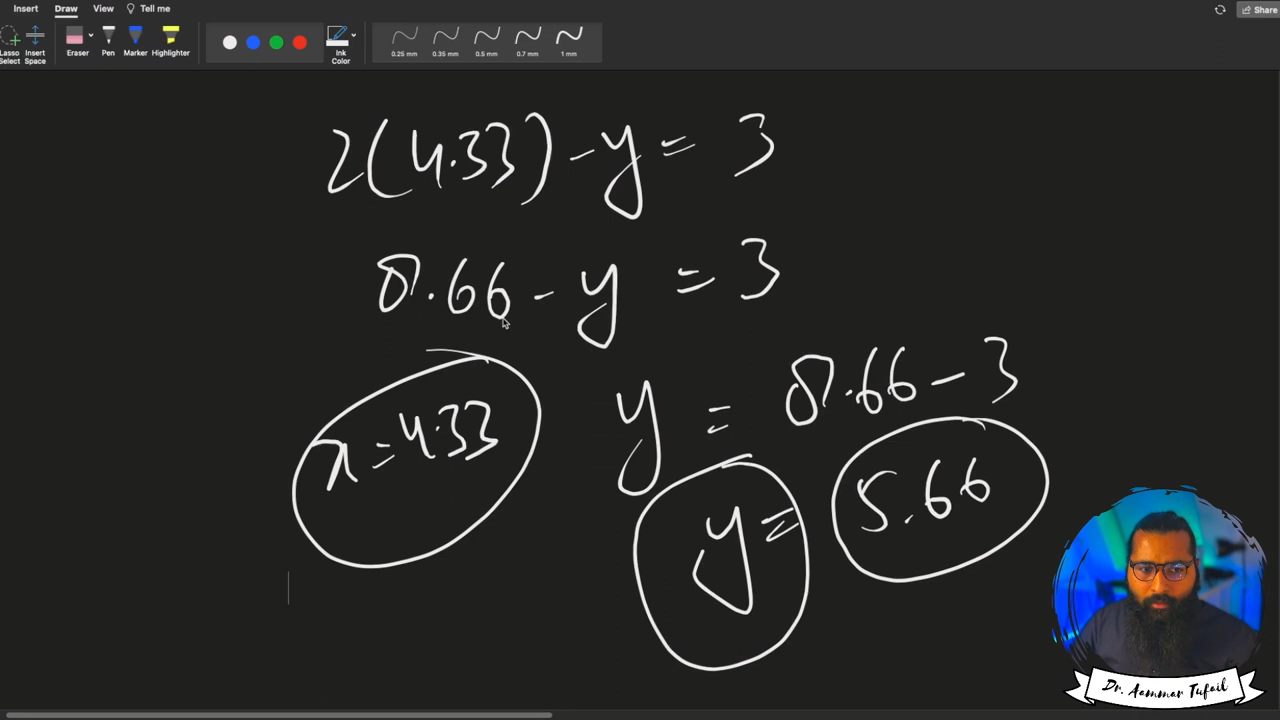 Insert Draw View Tell me
Share
Lasso Select
Insert Space
Eraser
Pen
Marker
Highlighter
Ink Color
0.25 mm 0.35 mm 0.5 mm 0.7 mm 1 mm
2(4.33) - y = 3
8.66 - y = 3
y = 8.66 - 3
x = 4.33
y = 5.66
Dr. Aammar Tufail